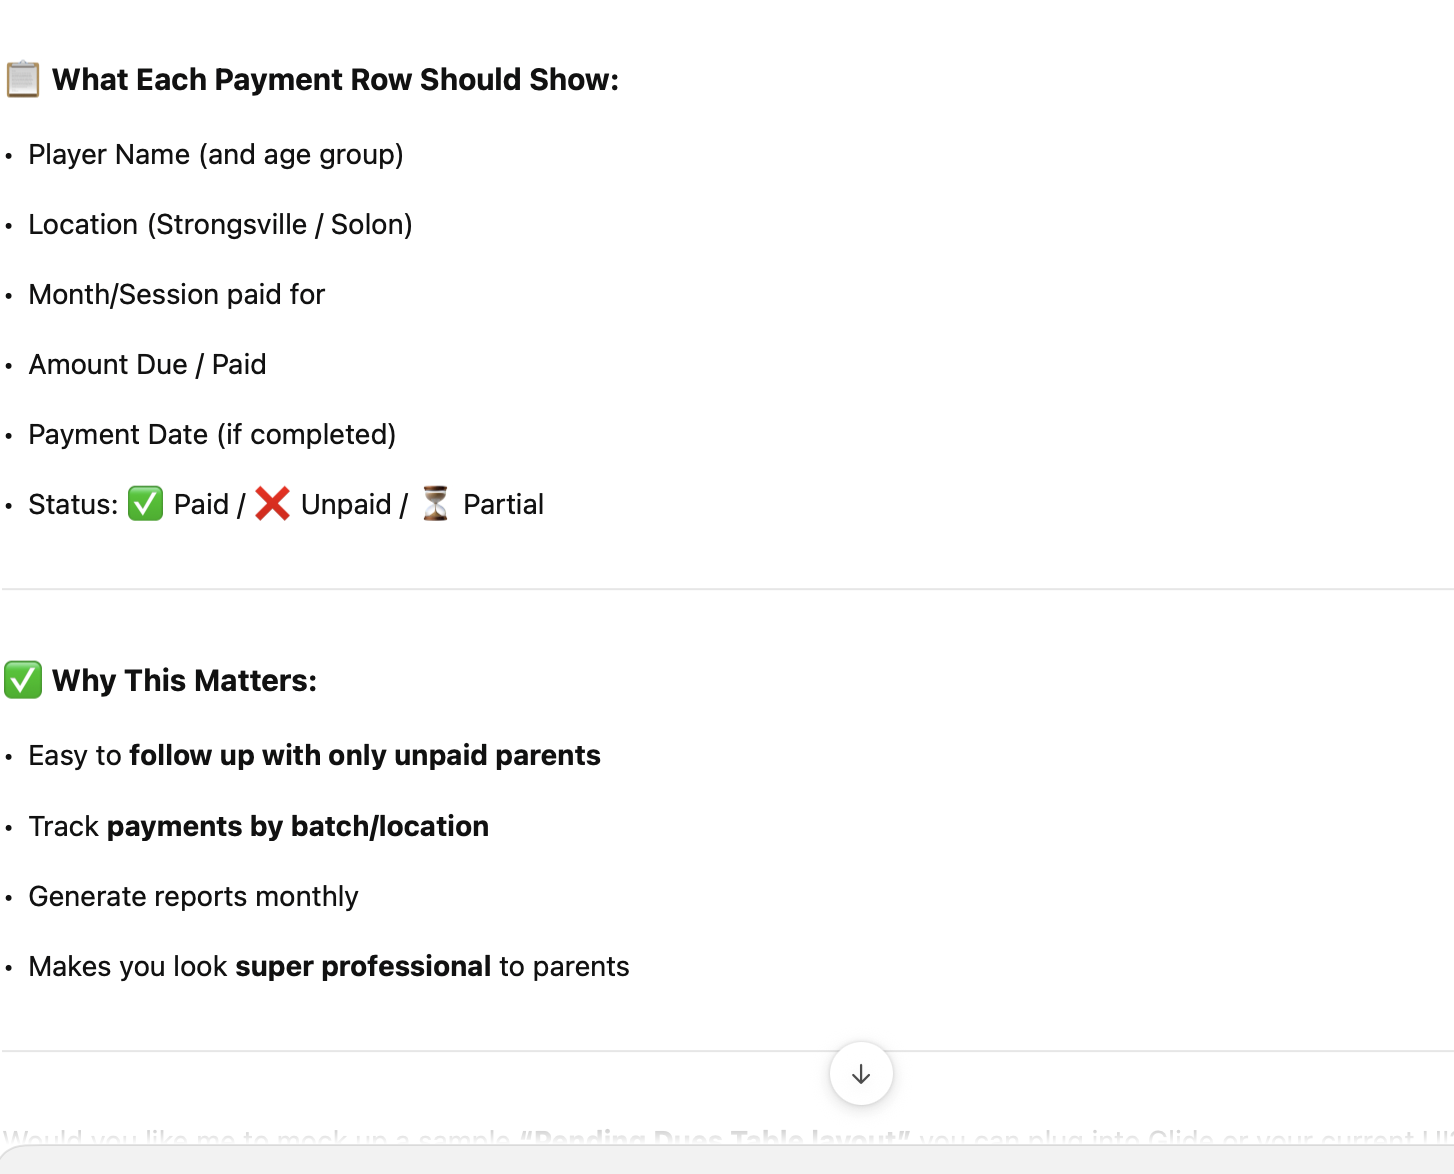 📋 What Each Payment Row Should Show:
• Player Name (and age group)
• Location (Strongsville / Solon)
• Month/Session paid for
• Amount Due / Paid
• Payment Date (if completed)
• Status: ✅ Paid / ❌ Unpaid / ⏳ Partial
✅ Why This Matters:
• Easy to follow up with only unpaid parents
• Track payments by batch/location
• Generate reports monthly
• Makes you look super professional to parents
Would you like me to mock up a sample “Pending Dues Table layout” you can plug into Glide or your current UI?